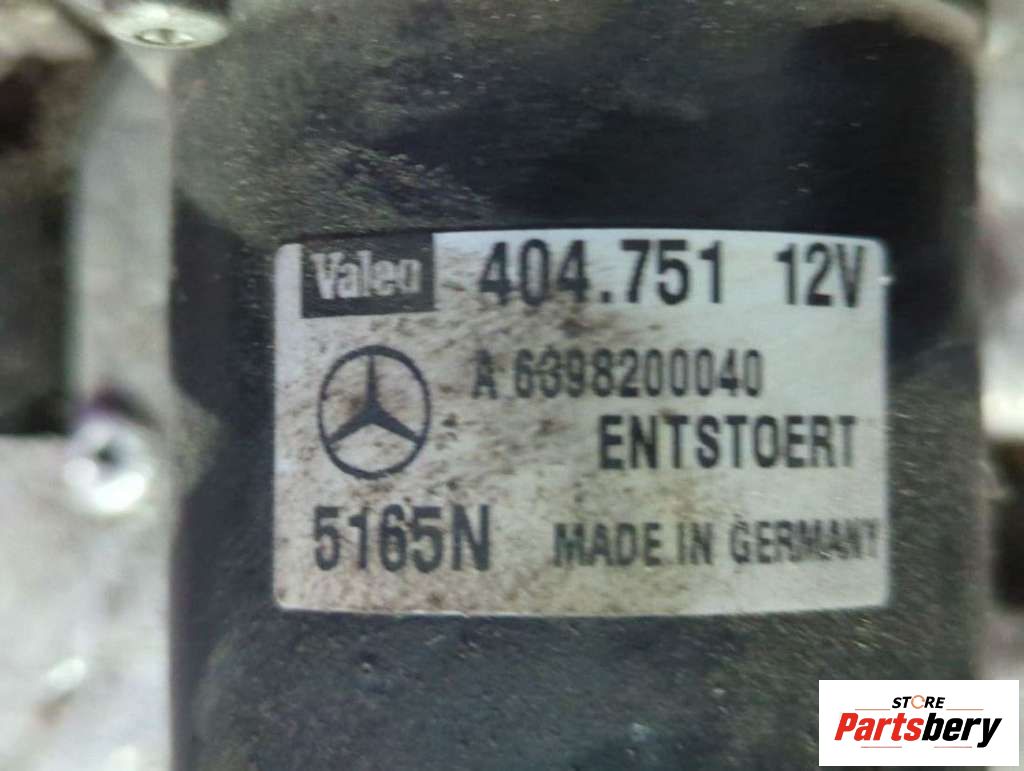 Valeo 404.751 12V
A 6398200040
ENTSTOERT
5165N MADE IN GERMANY
STORE
Partsbery